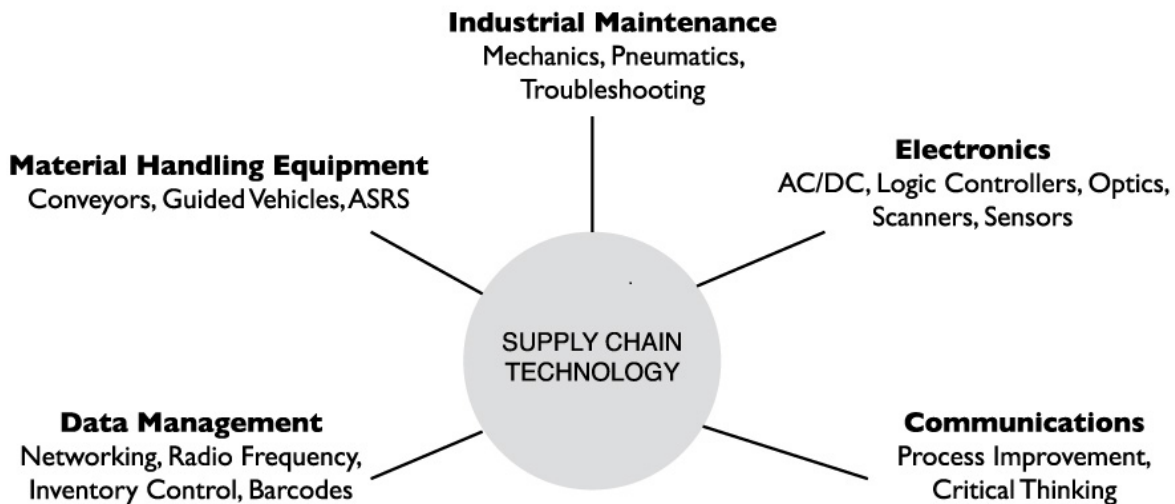 Industrial Maintenance
Mechanics, Pneumatics,
Troubleshooting
Material Handling Equipment
Conveyors, Guided Vehicles, ASRS
Electronics
AC/DC, Logic Controllers, Optics,
Scanners, Sensors
SUPPLY CHAIN
TECHNOLOGY
Data Management
Networking, Radio Frequency,
Inventory Control, Barcodes
Communications
Process Improvement,
Critical Thinking